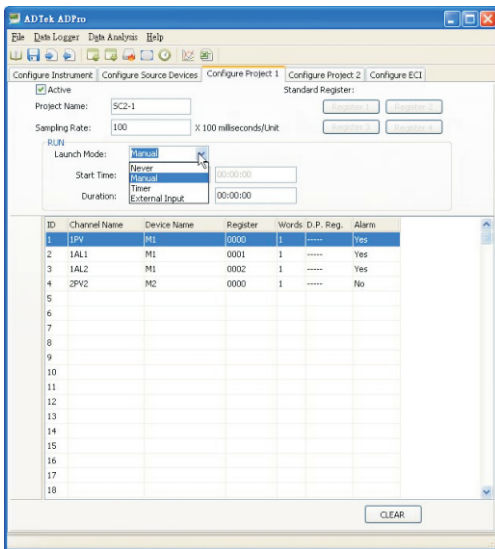 ADTek ADPro
File Data Logger Data Analysis Help
Configure Instrument Configure Source Devices Configure Project 1 Configure Project 2 Configure ECI
Active Standard Register:
Project Name: SC2-1 Register 1 Register 2
Sampling Rate: 100 X 100 milliseconds/Unit Register 3 Register 4
RUN
Launch Mode: Manual
Never
Start Time: Manual 00:00:00
Timer
Duration: External Input 00:00:00
ID Channel Name Device Name Register Words D.P. Reg. Alarm
1 1PV M1 0000 1 ----- Yes
2 1AL1 M1 0001 1 ----- Yes
3 1AL2 M1 0002 1 ----- Yes
4 2PV2 M2 0000 1 ----- No
5
6
7
8
9
10
11
12
13
14
15
16
17
18
CLEAR